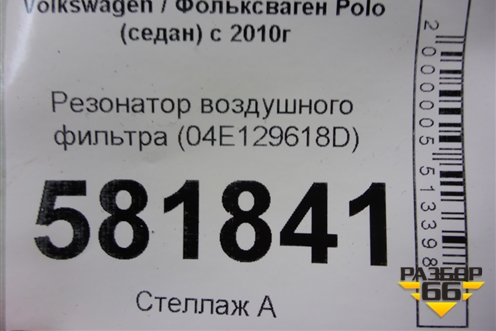 Volkswagen / Фольксваген Polo
(седан) с 2010г
Резонатор воздушного
фильтра (04E129618D)
581841
Стеллаж А
2000005513398
РАЗБОР
66